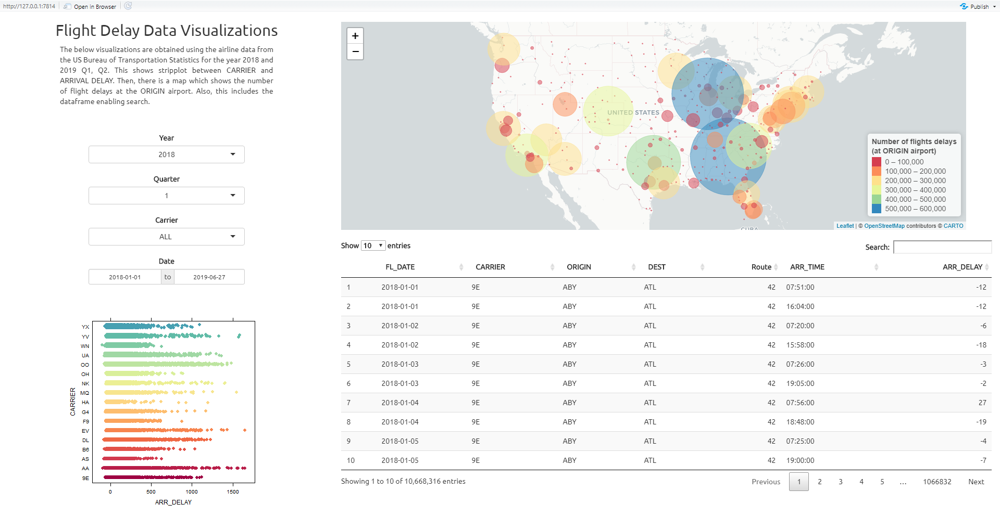 http://127.0.0.1:7814 Open in Browser Publish
Flight Delay Data Visualizations
The below visualizations are obtained using the airline data from
the US Bureau of Transportation Statistics for the year 2018 and
2019 Q1, Q2. This shows stripplot between CARRIER and
ARRIVAL DELAY. Then, there is a map which shows the number
of flight delays at the ORIGIN airport. Also, this includes the
dataframe enabling search.
Year
2018
Quarter
1
Carrier
ALL
Date
2018-01-01 to 2019-06-27
YX
YV
WN
UA
OO
OH
NK
MQ
HA
G4
F9
EV
DL
B6
AS
AA
9E
CARRIER
0 500 1000 1500
ARR_DELAY
+
−
UNITED STATES
CUBA
Number of flights delays
(at ORIGIN airport)
0 – 100,000
100,000 – 200,000
200,000 – 300,000
300,000 – 400,000
400,000 – 500,000
500,000 – 600,000
Leaflet | © OpenStreetMap contributors © CARTO
Show 10 entries Search:
FL_DATE CARRIER ORIGIN DEST Route ARR_TIME ARR_DELAY
1 2018-01-01 9E ABY ATL 42 07:51:00 -12
2 2018-01-01 9E ABY ATL 42 16:04:00 -12
3 2018-01-02 9E ABY ATL 42 07:20:00 -6
4 2018-01-02 9E ABY ATL 42 15:58:00 -18
5 2018-01-03 9E ABY ATL 42 07:26:00 -3
6 2018-01-03 9E ABY ATL 42 19:05:00 -2
7 2018-01-04 9E ABY ATL 42 07:56:00 27
8 2018-01-04 9E ABY ATL 42 18:48:00 -19
9 2018-01-05 9E ABY ATL 42 07:25:00 -4
10 2018-01-05 9E ABY ATL 42 19:00:00 -7
Showing 1 to 10 of 10,668,316 entries Previous 1 2 3 4 5 … 1066832 Next